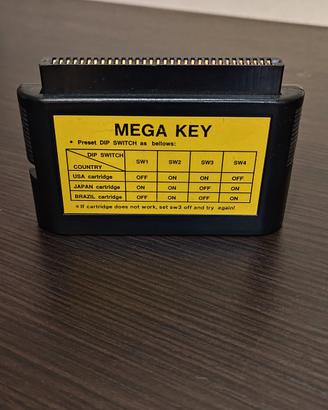 MEGA KEY
• Preset DIP SWITCH as bellows:
DIP SWITCH COUNTRY SW1 SW2 SW3 SW4
USA cartridge OFF ON ON OFF
JAPAN cartridge ON ON ON ON
BRAZIL cartridge ON OFF ON OFF
* If cartridge does not work, set sw3 off and try again!